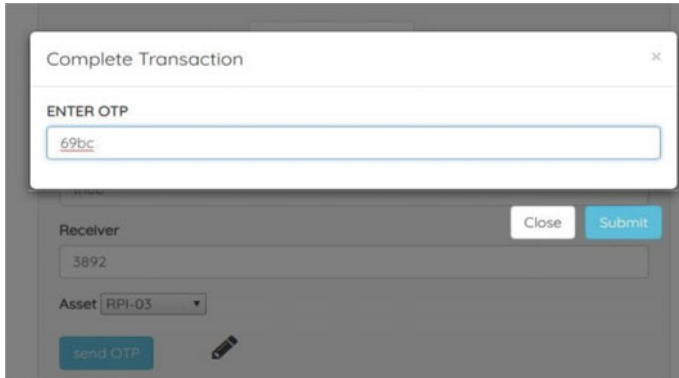 Complete Transaction ×
ENTER OTP
69bc
Close Submit
Receiver
3892
Asset RPI-03
send OTP